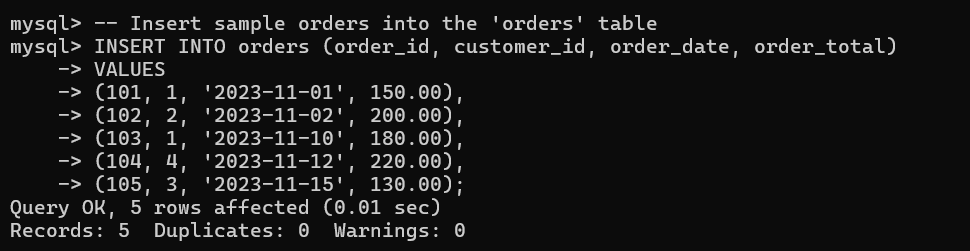 mysql> -- Insert sample orders into the 'orders' table
mysql> INSERT INTO orders (order_id, customer_id, order_date, order_total)
    -> VALUES
    -> (101, 1, '2023-11-01', 150.00),
    -> (102, 2, '2023-11-02', 200.00),
    -> (103, 1, '2023-11-10', 180.00),
    -> (104, 4, '2023-11-12', 220.00),
    -> (105, 3, '2023-11-15', 130.00);
Query OK, 5 rows affected (0.01 sec)
Records: 5  Duplicates: 0  Warnings: 0